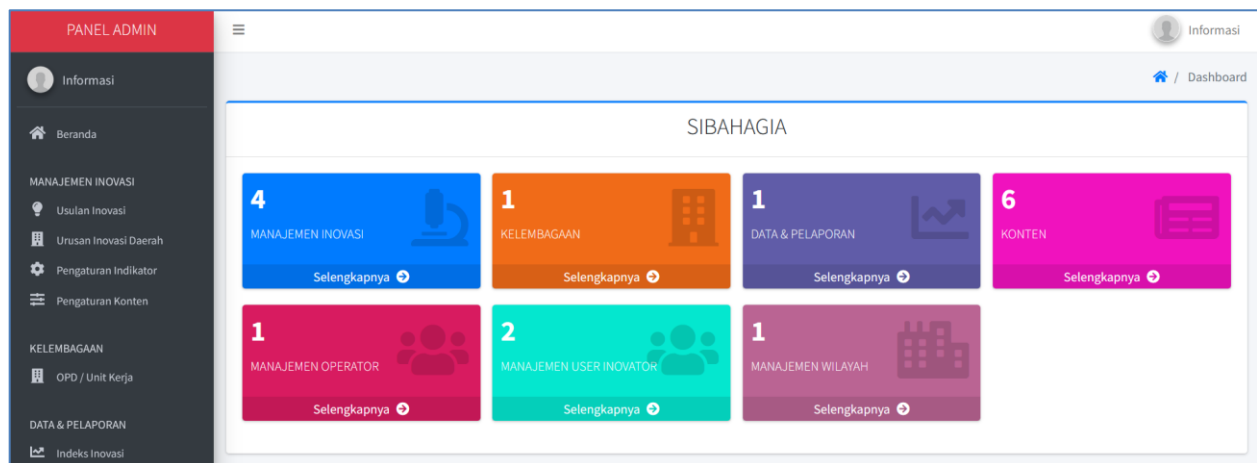 PANEL ADMIN
Informasi
Informasi
/ Dashboard
Beranda
MANAJEMEN INOVASI
Usulan Inovasi
Urusan Inovasi Daerah
Pengaturan Indikator
Pengaturan Konten
KELEMBAGAAN
OPD / Unit Kerja
DATA & PELAPORAN
Indeks Inovasi
SIBAHAGIA
4
MANAJEMEN INOVASI
Selengkapnya
1
KELEMBAGAAN
Selengkapnya
1
DATA & PELAPORAN
Selengkapnya
6
KONTEN
Selengkapnya
1
MANAJEMEN OPERATOR
Selengkapnya
2
MANAJEMEN USER INOVATOR
Selengkapnya
1
MANAJEMEN WILAYAH
Selengkapnya